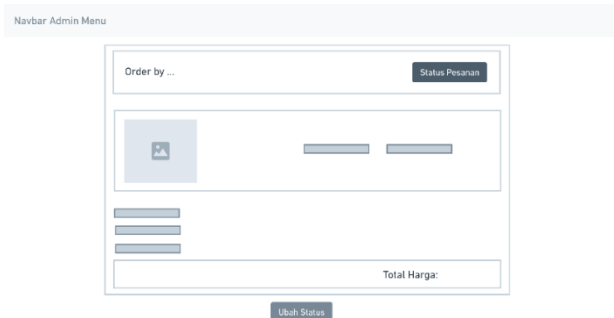 Navbar Admin Menu
Order by ...
Status Pesanan
Total Harga:
Ubah Status